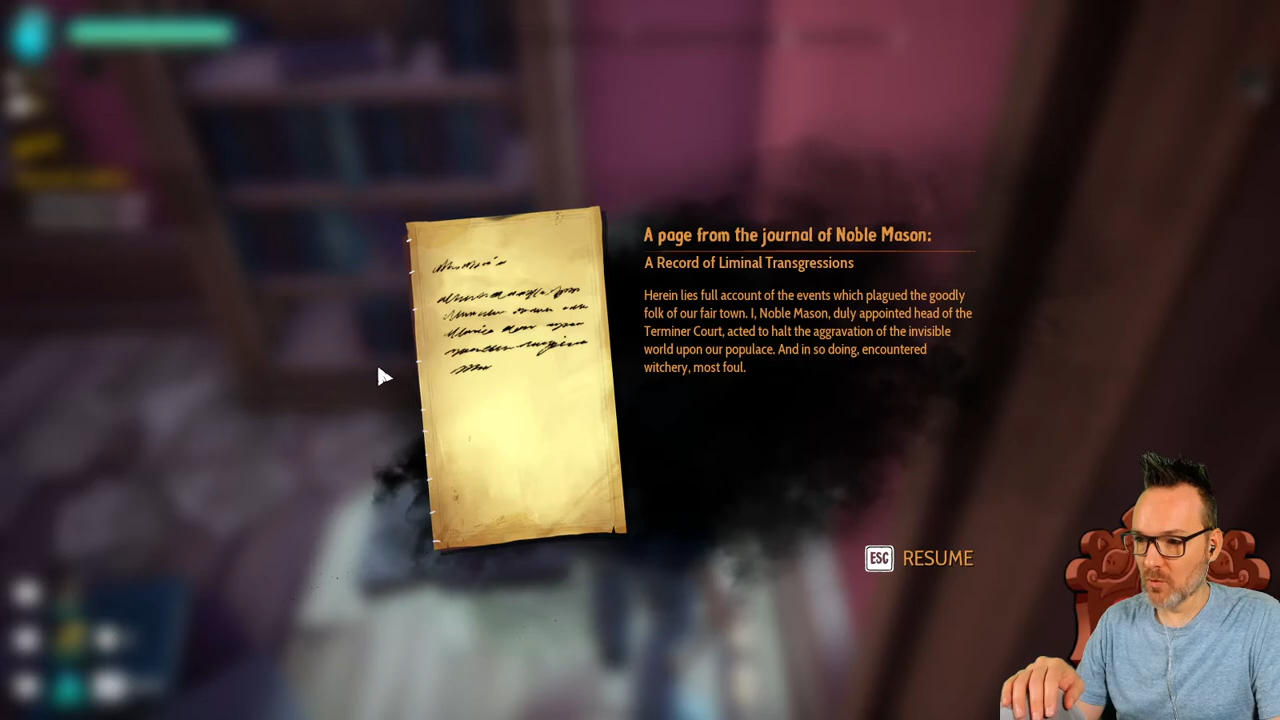 A page from the journal of Noble Mason:
A Record of Liminal Transgressions
Herein lies full account of the events which plagued the goodly
folk of our fair town. I, Noble Mason, duly appointed head of the
Terminer Court, acted to halt the aggravation of the invisible
world upon our populace. And in so doing, encountered
witchery, most foul.
ESC RESUME